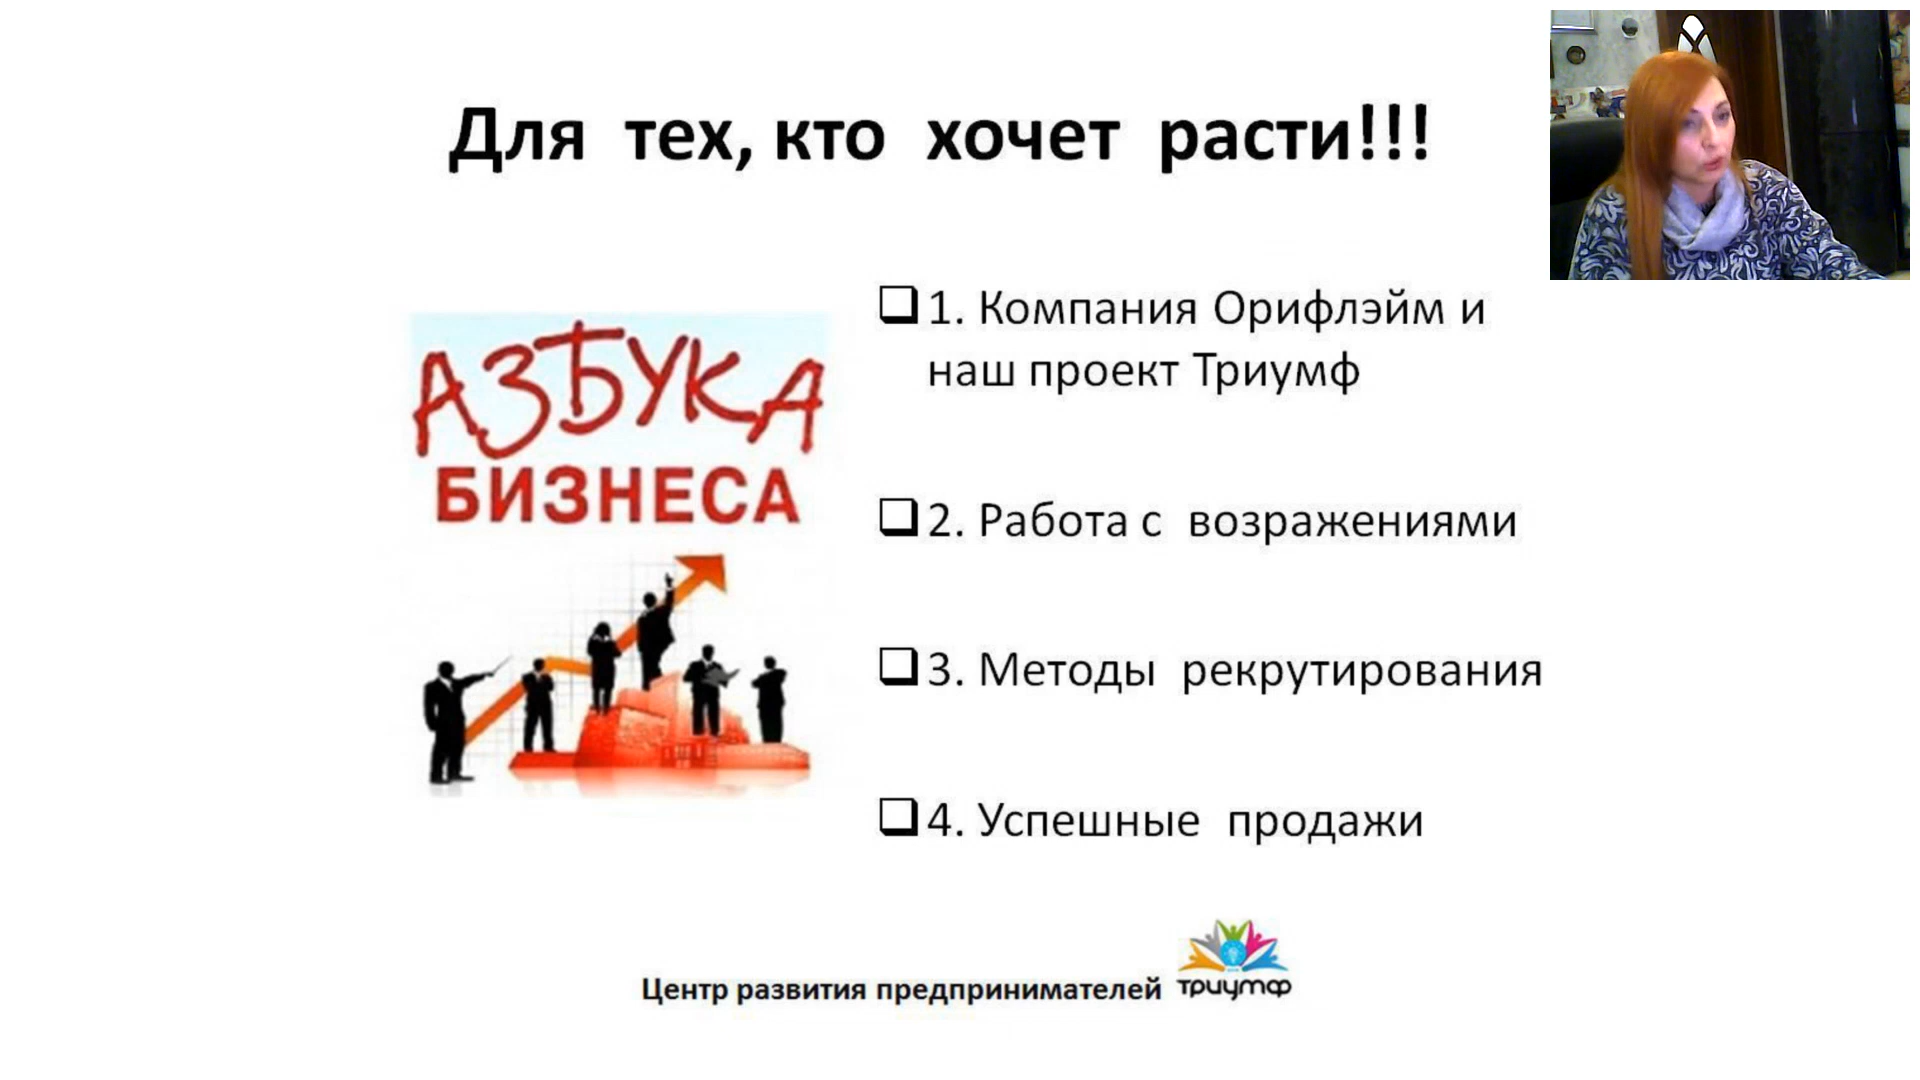 Для тех, кто хочет расти!!!
АЗБУКА
БИЗНЕСА
1. Компания Орифлэйм и
наш проект Триумф
2. Работа с возражениями
3. Методы рекрутирования
4. Успешные продажи
Центр развития предпринимателей
триумф